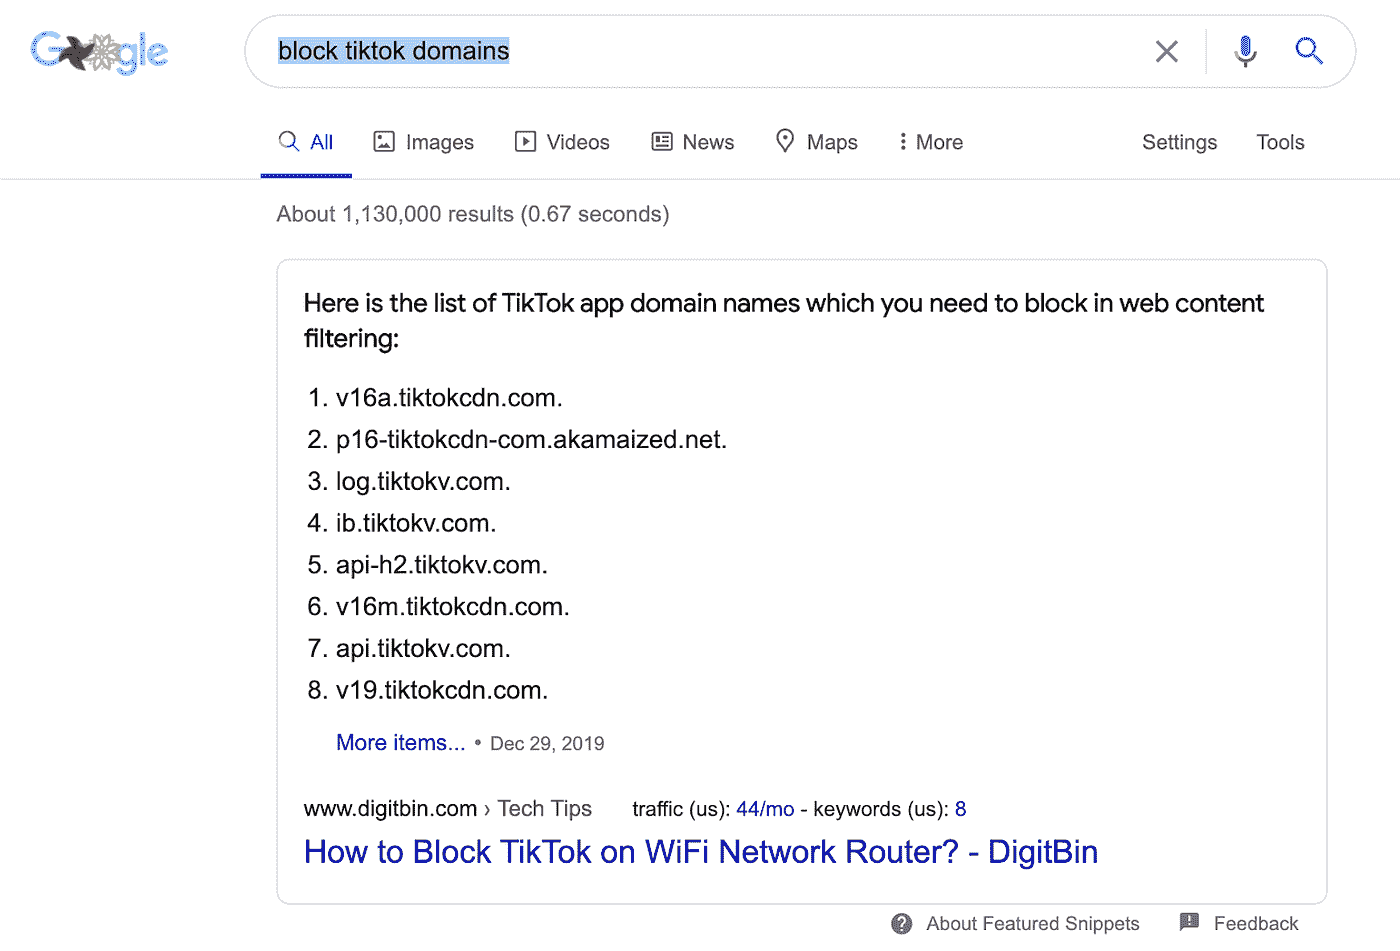 Google
block tiktok domains
All Images Videos News Maps More Settings Tools
About 1,130,000 results (0.67 seconds)
Here is the list of TikTok app domain names which you need to block in web content
filtering:
1. v16a.tiktokcdn.com.
2. p16-tiktokcdn-com.akamaized.net.
3. log.tiktokv.com.
4. ib.tiktokv.com.
5. api-h2.tiktokv.com.
6. v16m.tiktokcdn.com.
7. api.tiktokv.com.
8. v19.tiktokcdn.com.
More items... • Dec 29, 2019
www.digitbin.com › Tech Tips traffic (us): 44/mo - keywords (us): 8
How to Block TikTok on WiFi Network Router? - DigitBin
About Featured Snippets Feedback